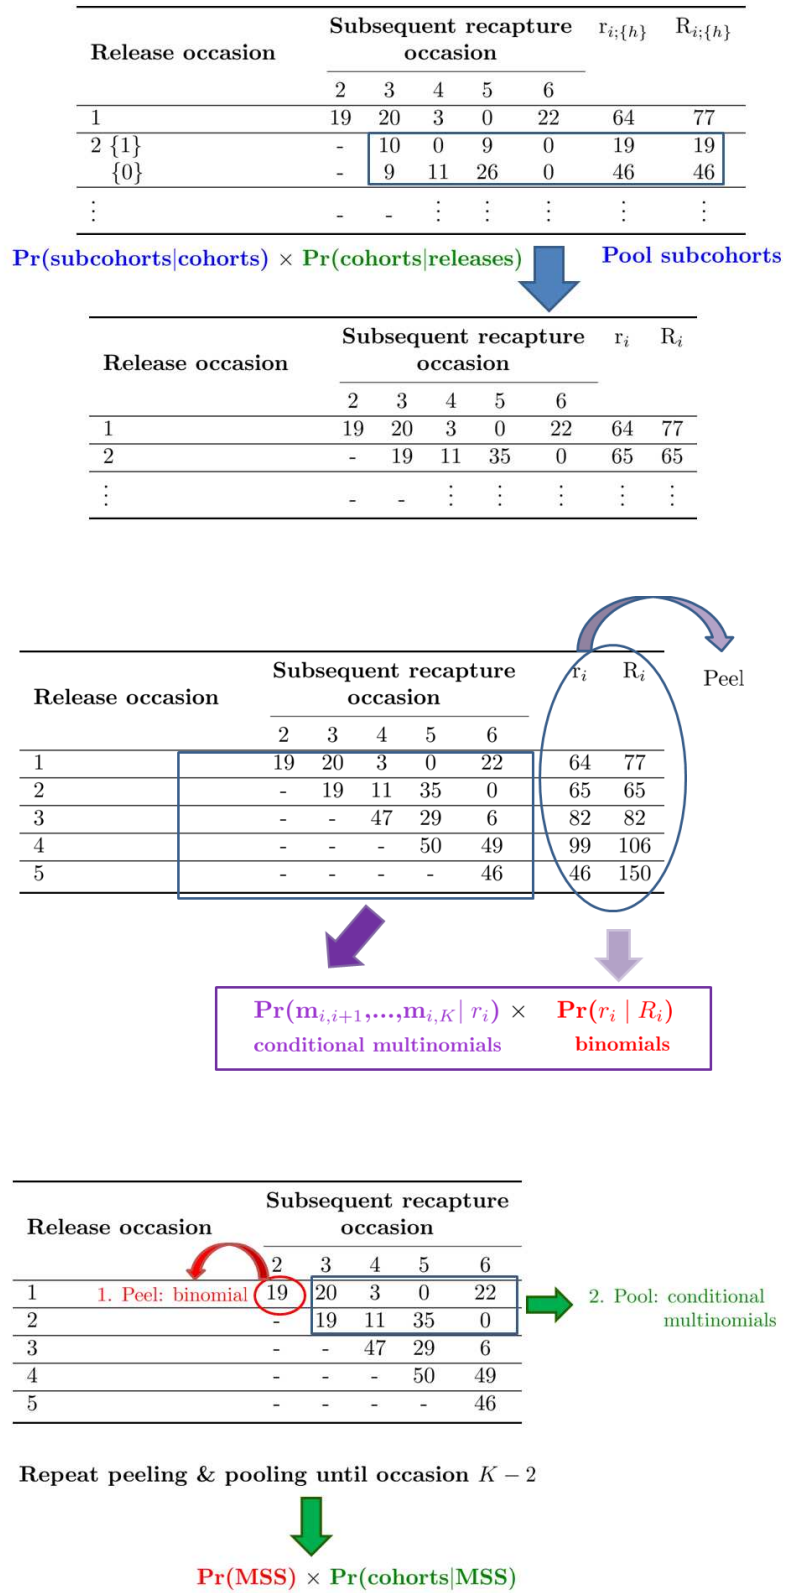 Subsequent recapture r_{i;{h}} R_{i;{h}}
Release occasion occasion
2 3 4 5 6
1 19 20 3 0 22 64 77
2 {1} - 10 0 9 0 19 19
{0} - 9 11 26 0 46 46
⋮ - - ⋮ ⋮ ⋮ ⋮ ⋮
Pr(subcohorts|cohorts) × Pr(cohorts|releases) Pool subcohorts
Subsequent recapture r_i R_i
Release occasion occasion
2 3 4 5 6
1 19 20 3 0 22 64 77
2 - 19 11 35 0 65 65
⋮ - - ⋮ ⋮ ⋮ ⋮ ⋮
Subsequent recapture r_i R_i Peel
Release occasion occasion
2 3 4 5 6
1 19 20 3 0 22 64 77
2 - 19 11 35 0 65 65
3 - - 47 29 6 82 82
4 - - - 50 49 99 106
5 - - - - 46 46 150
Pr(m_{i,i+1},...,m_{i,K}| r_i) × Pr(r_i | R_i)
conditional multinomials binomials
Subsequent recapture
Release occasion occasion
2 3 4 5 6
1 1. Peel: binomial 19 20 3 0 22 2. Pool: conditional
2 - 19 11 35 0 multinomials
3 - - 47 29 6
4 - - - 50 49
5 - - - - 46
Repeat peeling & pooling until occasion K − 2
Pr(MSS) × Pr(cohorts|MSS)